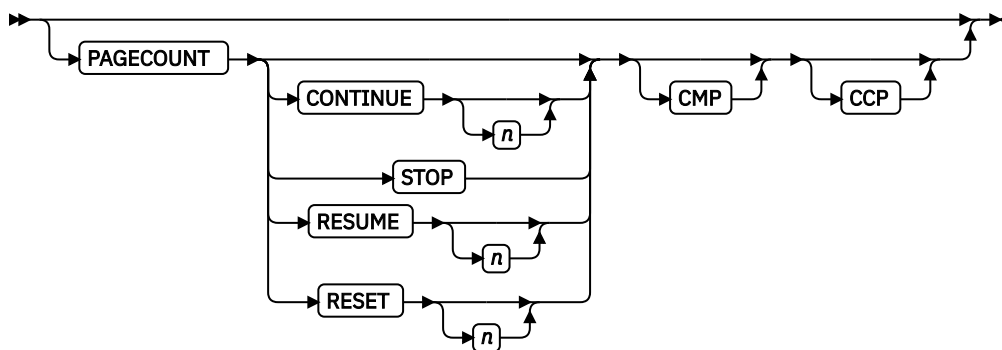 PAGECOUNT
CMP
CCP
CONTINUE
n
STOP
RESUME
n
RESET
n